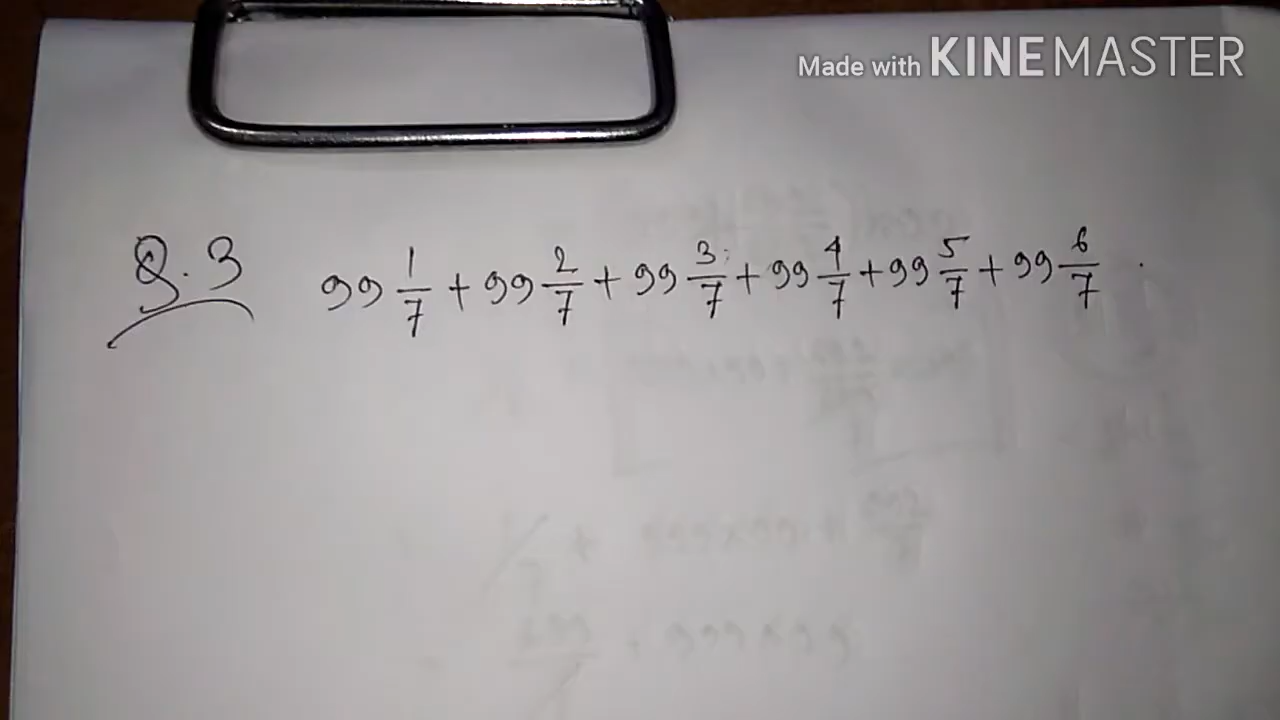 Made with KINEMASTER
Q.3 99 1/7 + 99 2/7 + 99 3/7 + 99 4/7 + 99 5/7 + 99 6/7